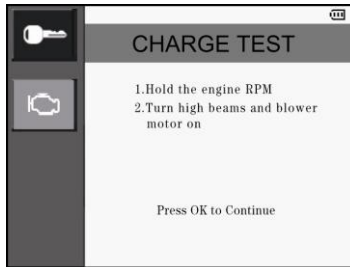 CHARGE TEST
1.Hold the engine RPM
2.Turn high beams and blower
motor on
Press OK to Continue